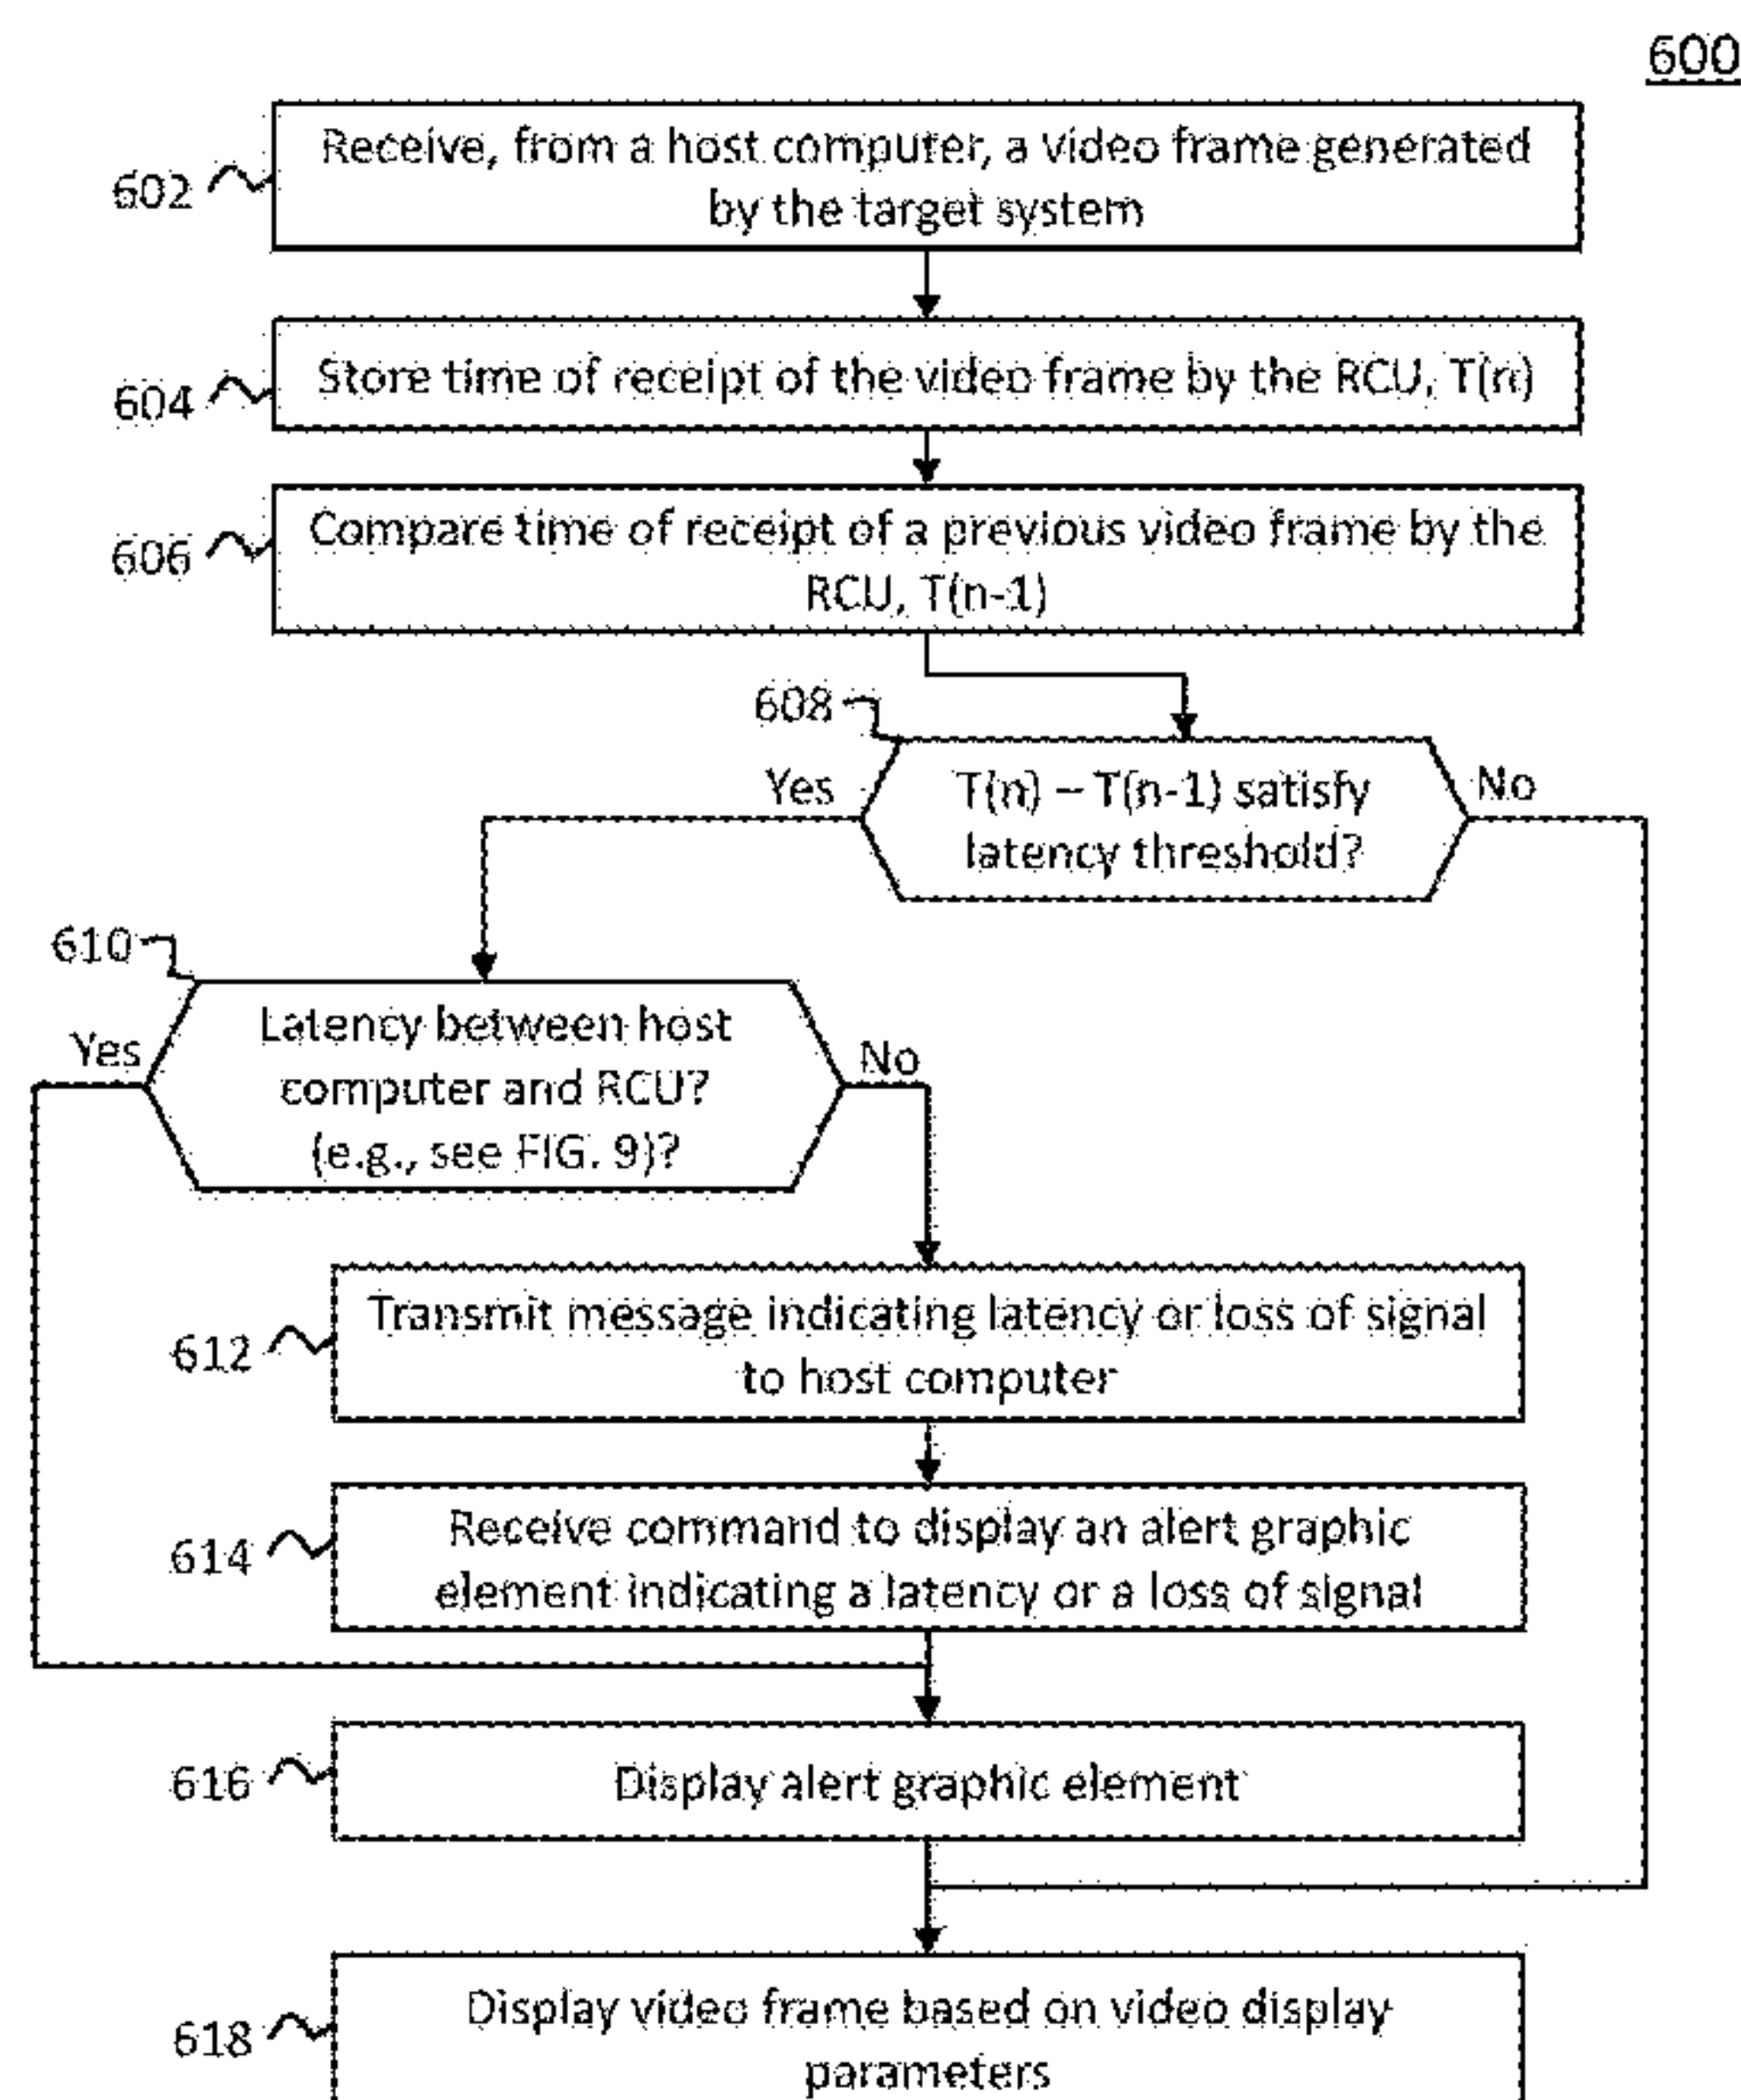 600
602
Receive, from a host computer, a video frame generated
by the target system
604
Store time of receipt of the video frame by the RCU, T(n)
606
Compare time of receipt of a previous video frame by the
RCU, T(n-1)
608
Yes
T(n) – T(n-1) satisfy
latency threshold?
No
610
Yes
Latency between host
computer and RCU?
(e.g., see FIG. 9)?
No
612
Transmit message indicating latency or loss of signal
to host computer
614
Receive command to display an alert graphic
element indicating a latency or a loss of signal
616
Display alert graphic element
618
Display video frame based on video display
parameters